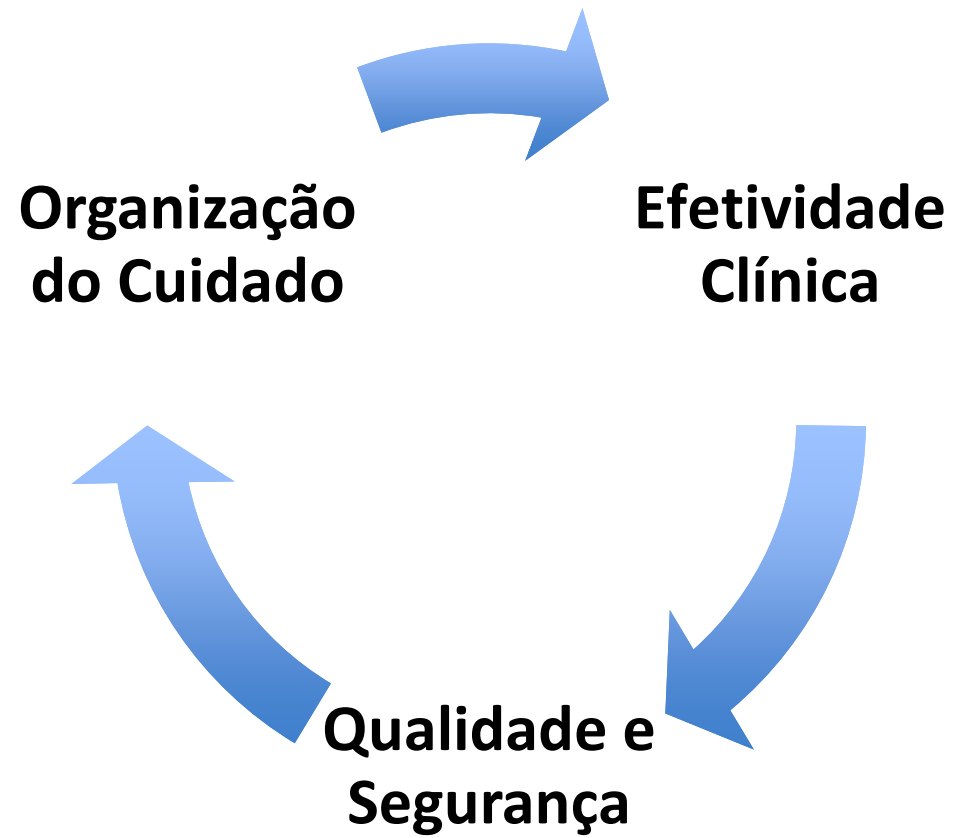 Organização
do Cuidado
Efetividade
Clínica
Qualidade e
Segurança